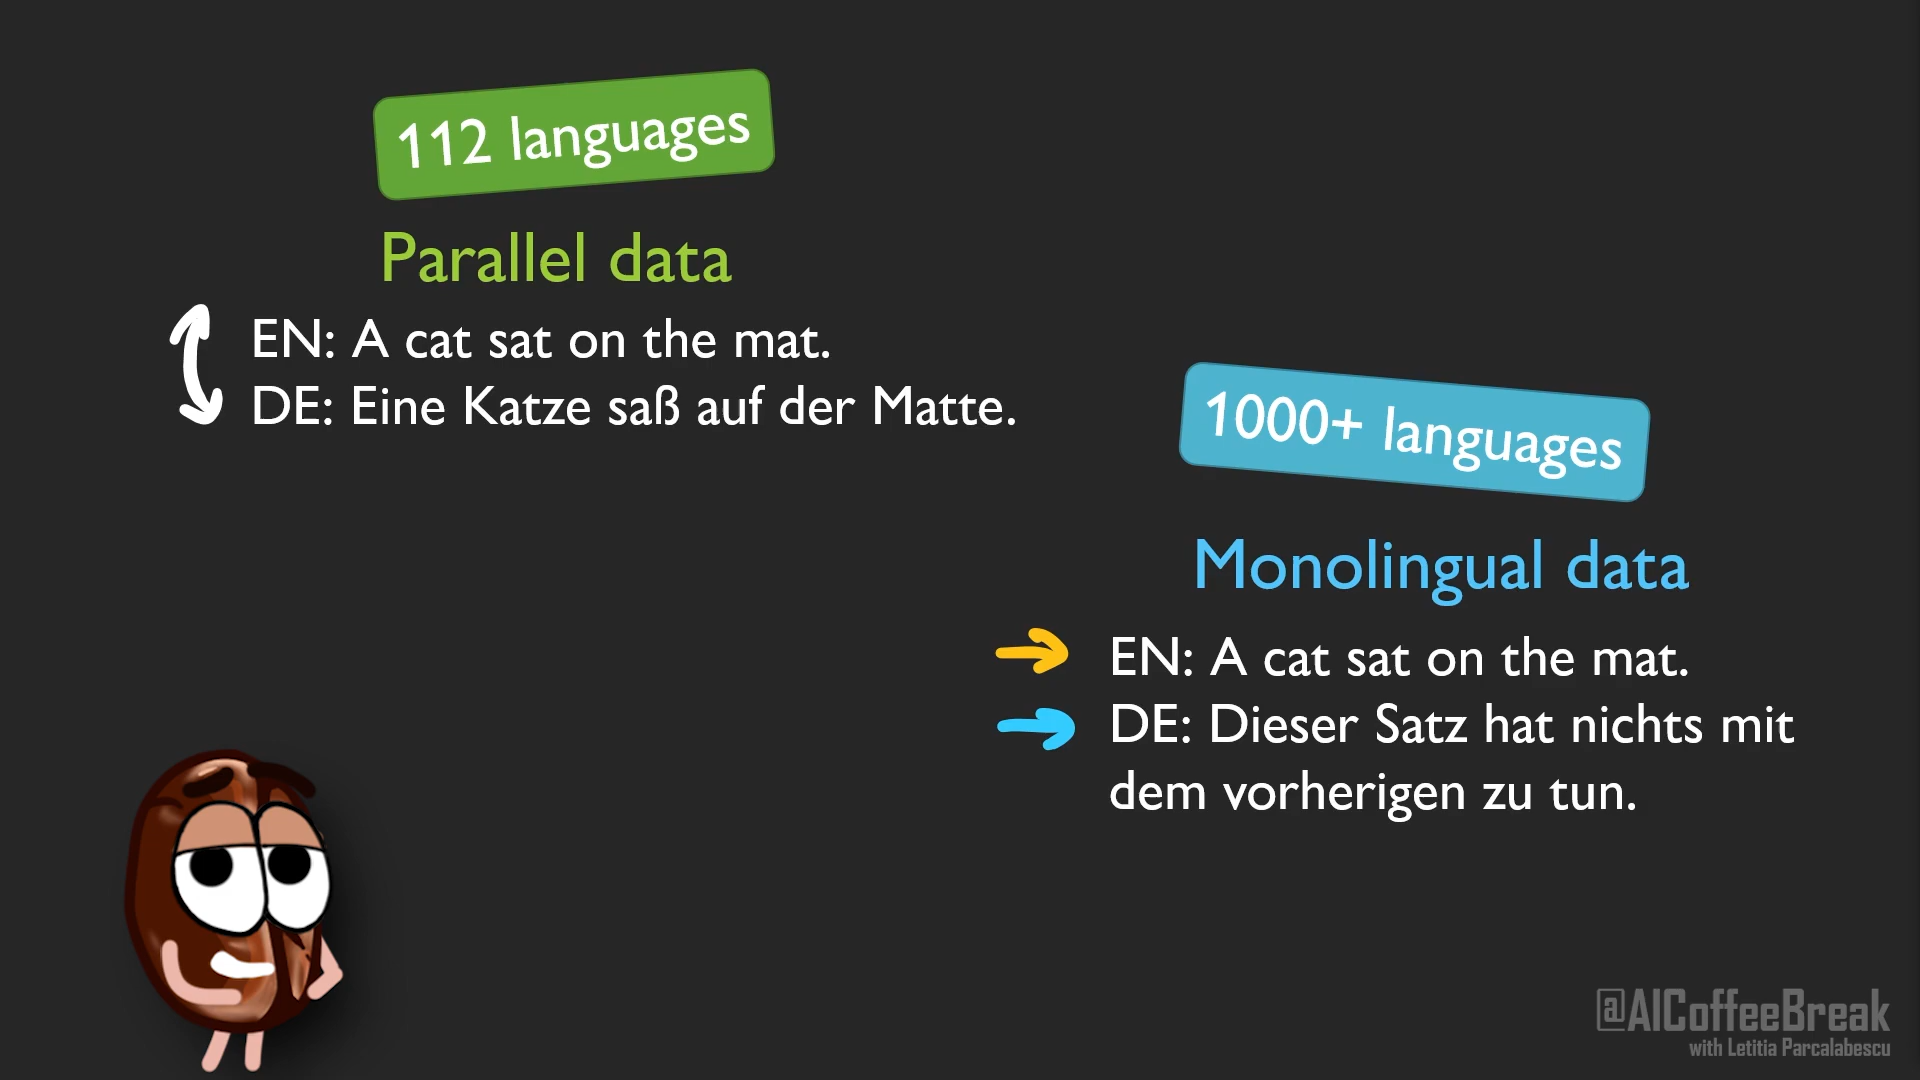 112 languages
Parallel data
EN: A cat sat on the mat.
DE: Eine Katze saß auf der Matte.
1000+ languages
Monolingual data
EN: A cat sat on the mat.
DE: Dieser Satz hat nichts mit
dem vorherigen zu tun.
@AICoffeeBreak
with Letitia Parcalabescu